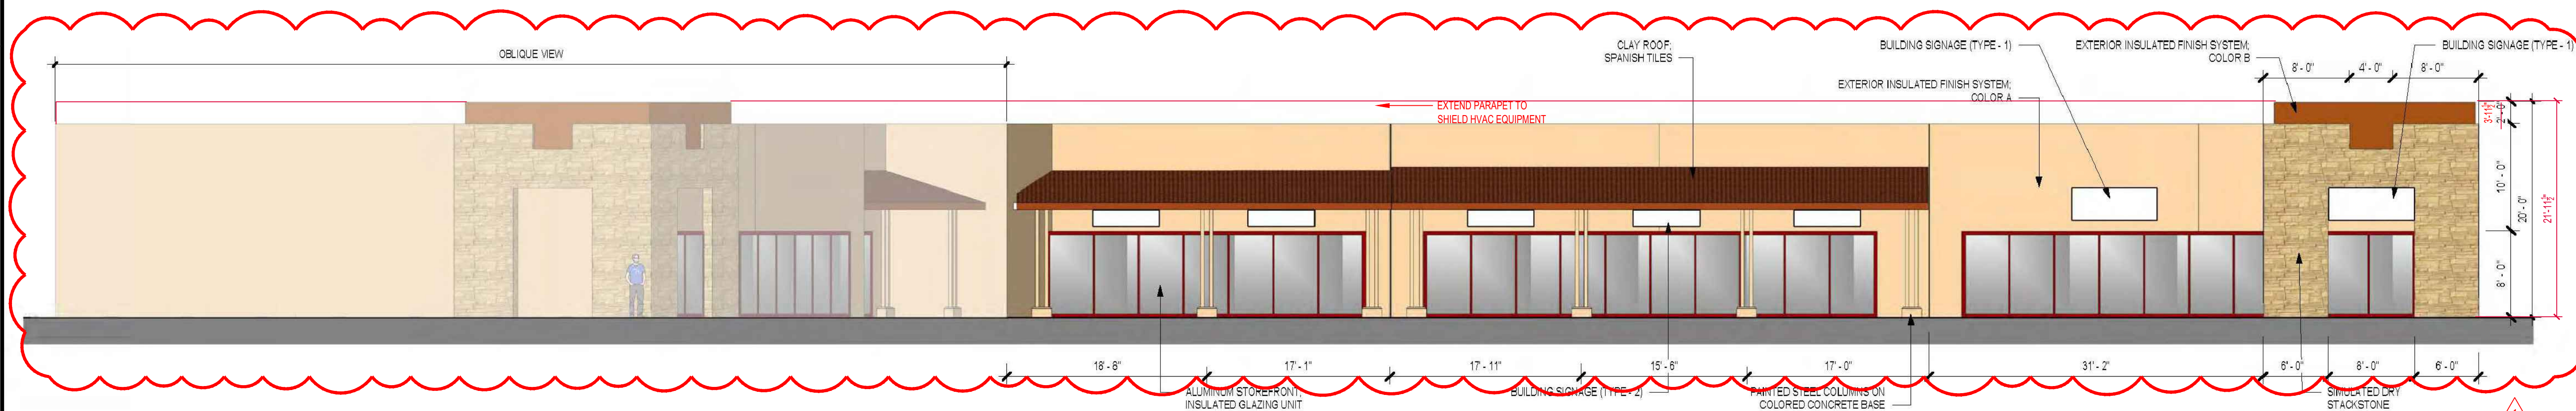 OBLIQUE VIEW
CLAY ROOF;
SPANISH TILES
BUILDING SIGNAGE (TYPE - 1)
EXTERIOR INSULATED FINISH SYSTEM;
COLOR B
BUILDING SIGNAGE (TYPE - 1)
8' - 0"
4' - 0"
8' - 0"
EXTERIOR INSULATED FINISH SYSTEM;
COLOR A
EXTEND PARAPET TO
SHIELD HVAC EQUIPMENT
3'-11½"
2' - 0"
10' - 0"
20' - 0"
21'-11½"
8' - 0"
17' - 1"
17' - 11"
15' - 6"
17' - 0"
31' - 2"
6' - 0"
8' - 0"
6' - 0"
ALUMINUM STOREFRONT;
INSULATED GLAZING UNIT
BUILDING SIGNAGE (TYPE - 2)
PAINTED STEEL COLUMNS ON
COLORED CONCRETE BASE
SIMULATED DRY
STACKSTONE